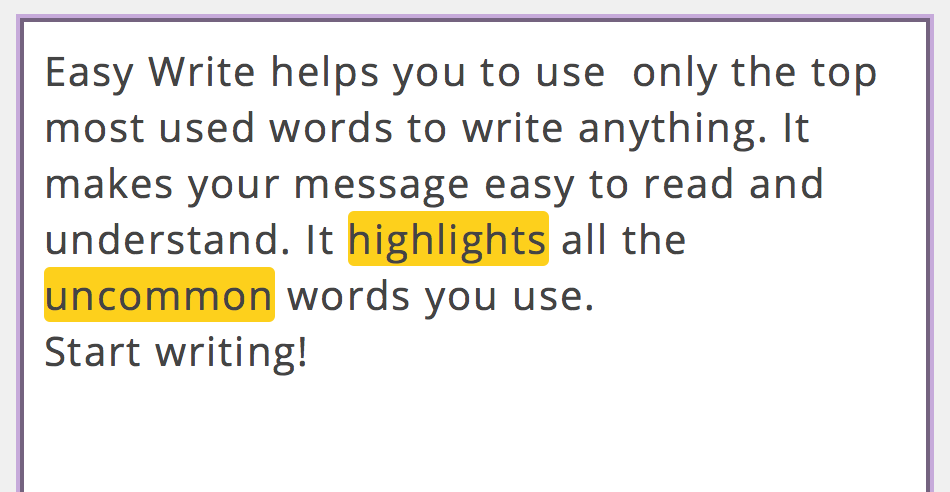 Easy Write helps you to use  only the top
most used words to write anything. It
makes your message easy to read and
understand. It highlights all the
uncommon words you use.
Start writing!